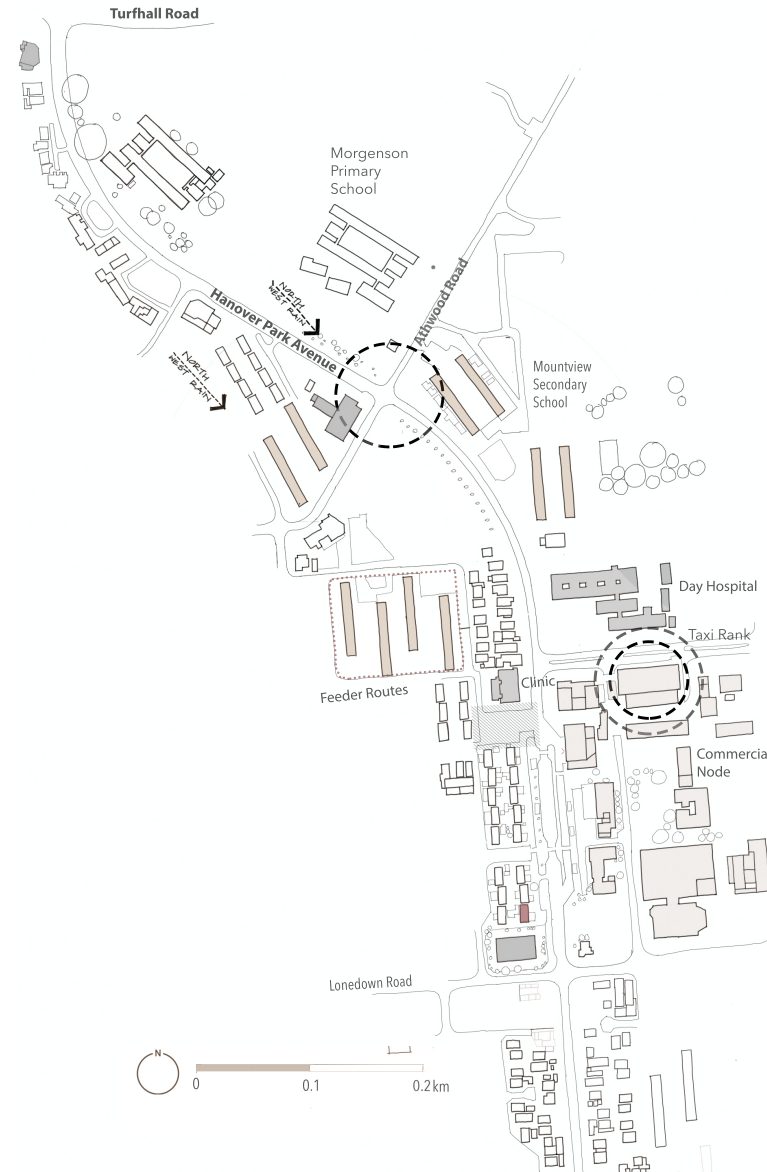 Turfhall Road
Morgenson
Primary
School
Athwood Road
NORTH
WEST RAIN
Hanover Park Avenue
NORTH
WEST RAIN
Mountview
Secondary
School
Day Hospital
Taxi Rank
Clinic
Feeder Routes
Commercia
Node
Lonedown Road
N
0
0.1
0.2 km